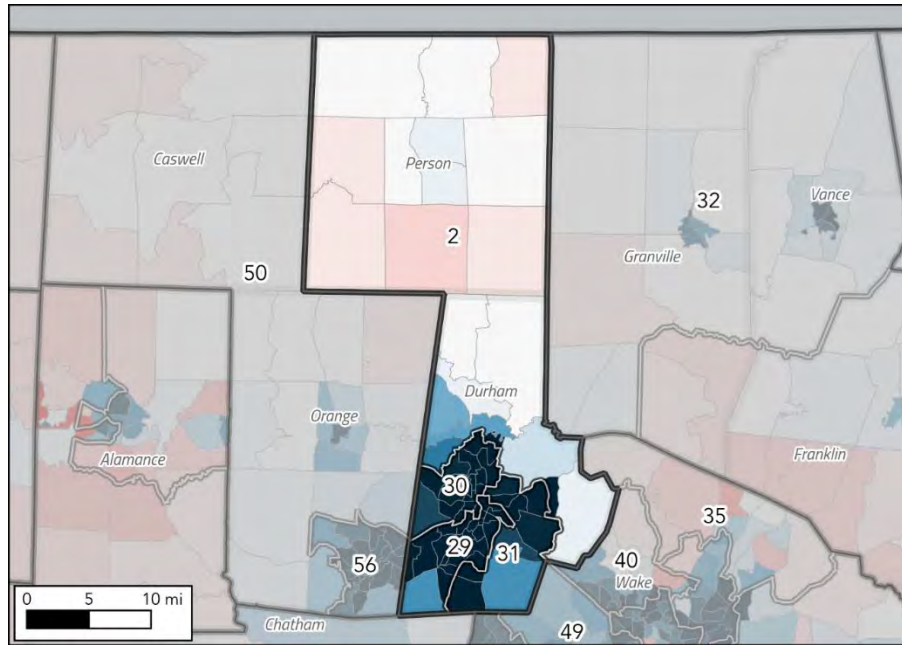 Caswell
Person
32
Vance
2
Granville
50
Durham
Orange
Alamance
Franklin
30
35
29
31
40
56
Wake
0 5 10 mi
Chatham
49